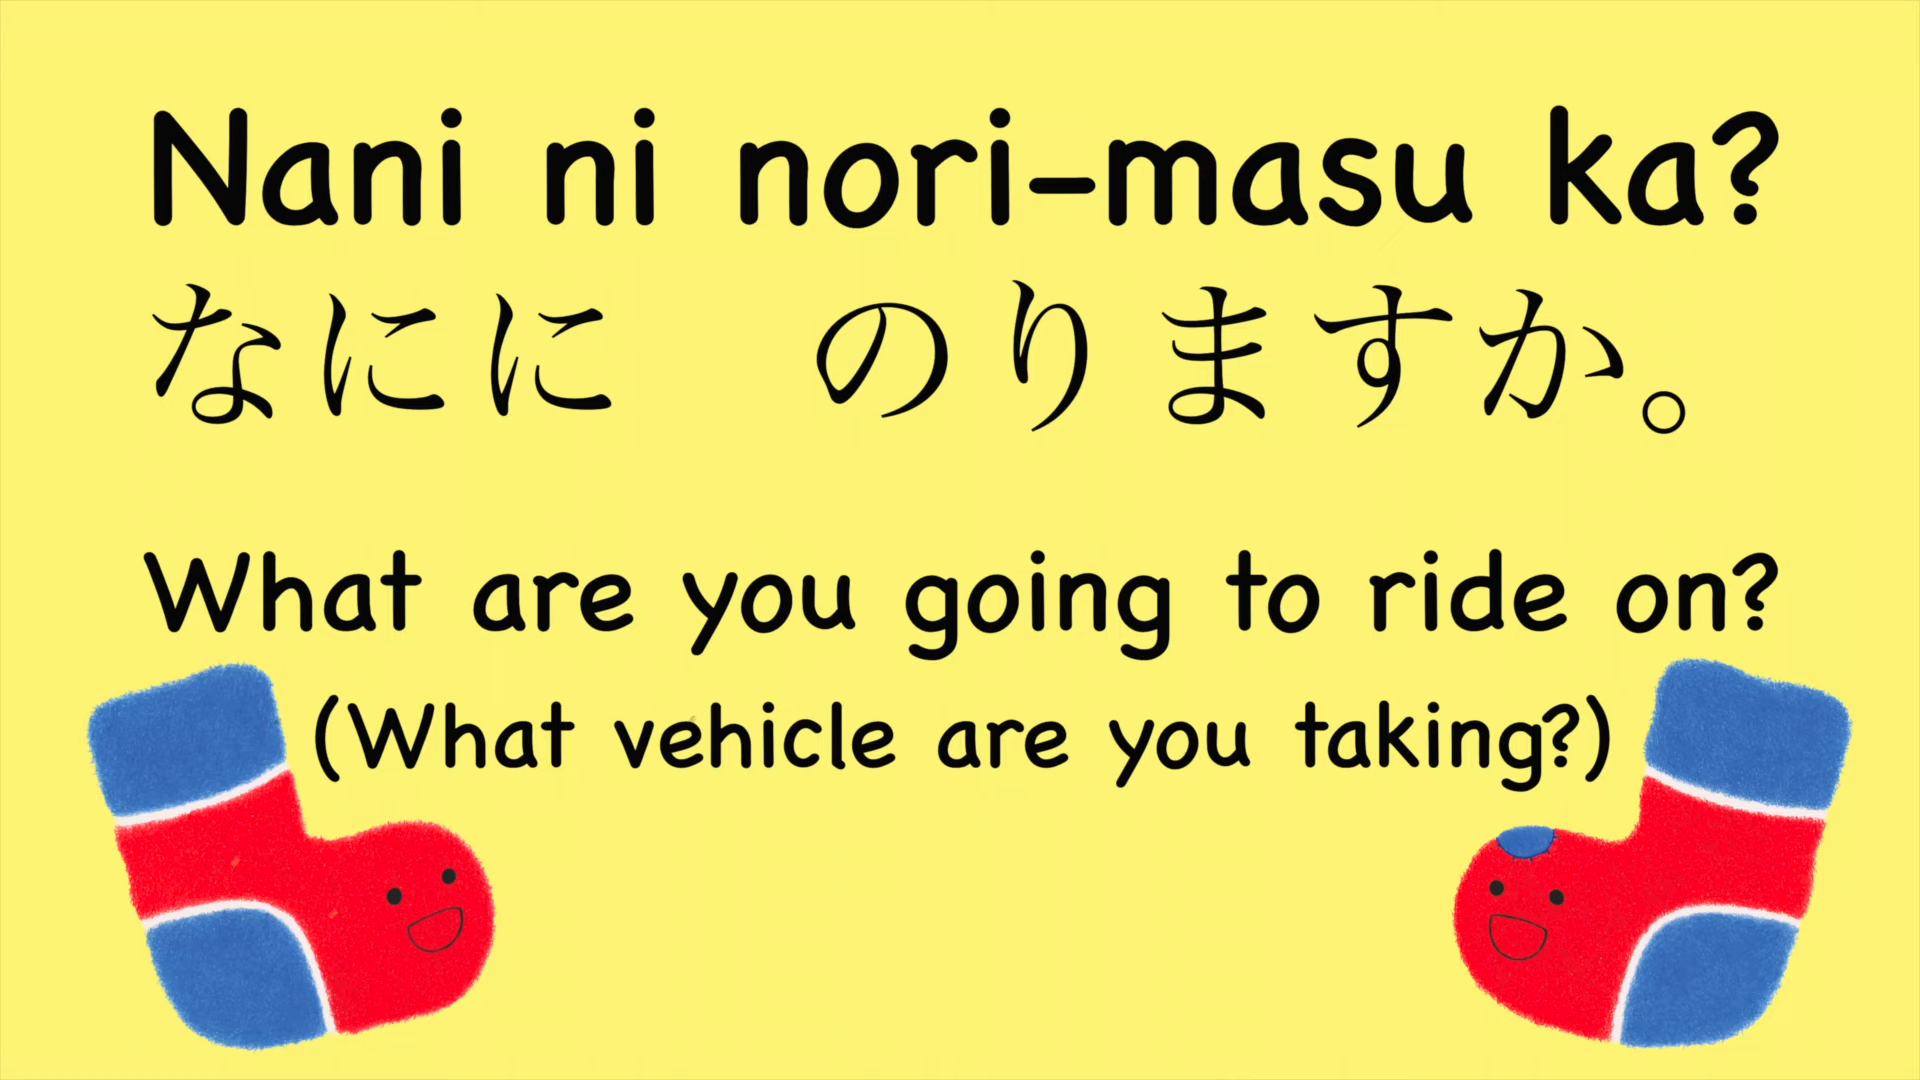 Nani ni nori-masu ka?
なにに　のりますか。
What are you going to ride on?
(What vehicle are you taking?)